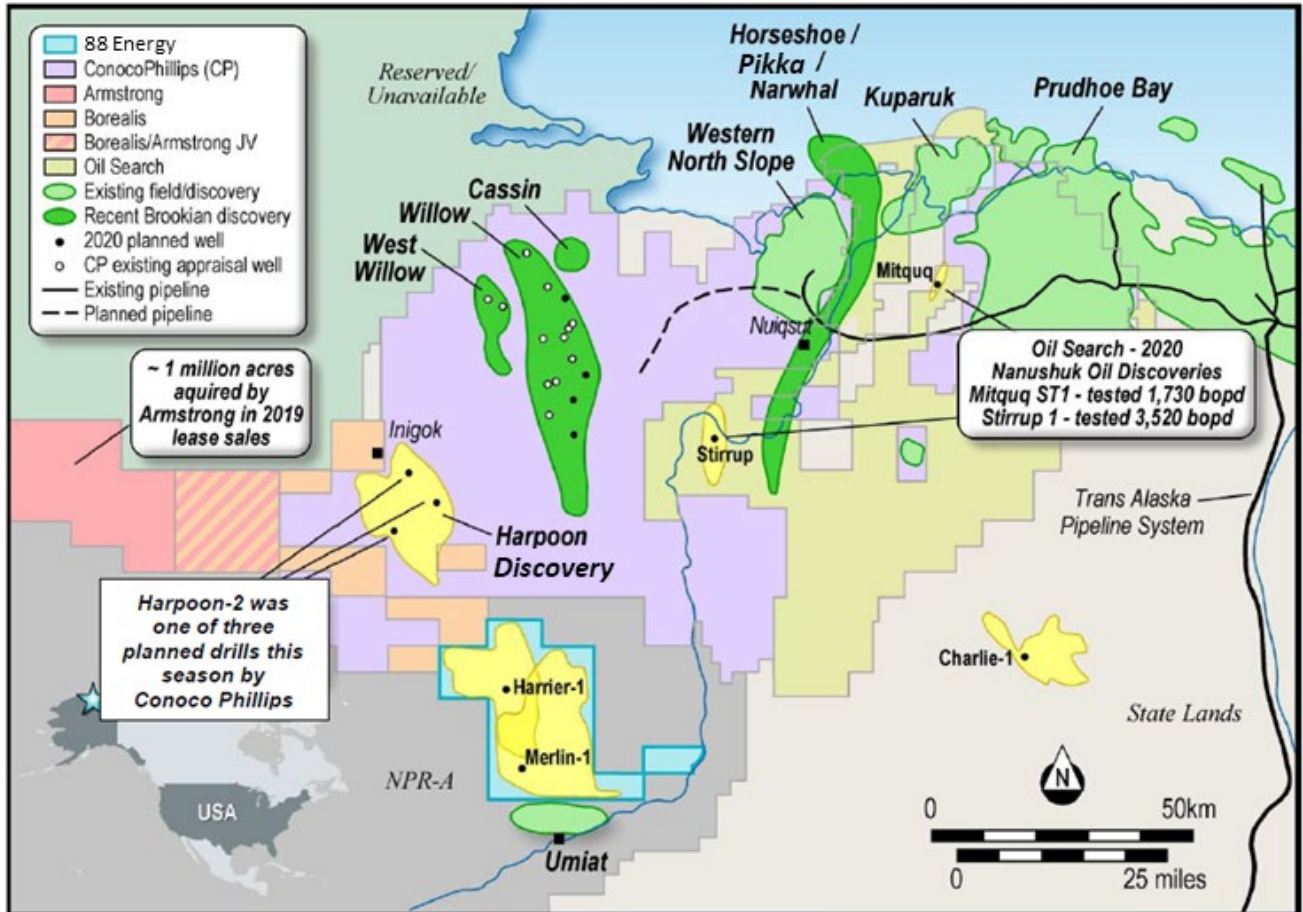 88 Energy
ConocoPhillips (CP)
Armstrong
Borealis
Borealis/Armstrong JV
Oil Search
Existing field/discovery
Recent Brookian discovery
2020 planned well
CP existing appraisal well
Existing pipeline
Planned pipeline
Reserved/
Unavailable
Horseshoe /
Pikka /
Narwhal
Kuparuk
Prudhoe Bay
Western
North Slope
Cassin
Willow
West
Willow
Mitquq
Nuiqsut
~ 1 million acres
aquired by
Armstrong in 2019
lease sales
Oil Search - 2020
Nanushuk Oil Discoveries
Mitquq ST1 - tested 1,730 bopd
Stirrup 1 - tested 3,520 bopd
Inigok
Stirrup
Trans Alaska
Pipeline System
Harpoon
Discovery
Harpoon-2 was
one of three
planned drills this
season by
Conoco Phillips
Harrier-1
Merlin-1
Charlie-1
State Lands
NPR-A
USA
Umiat
N
0 50km
0 25 miles